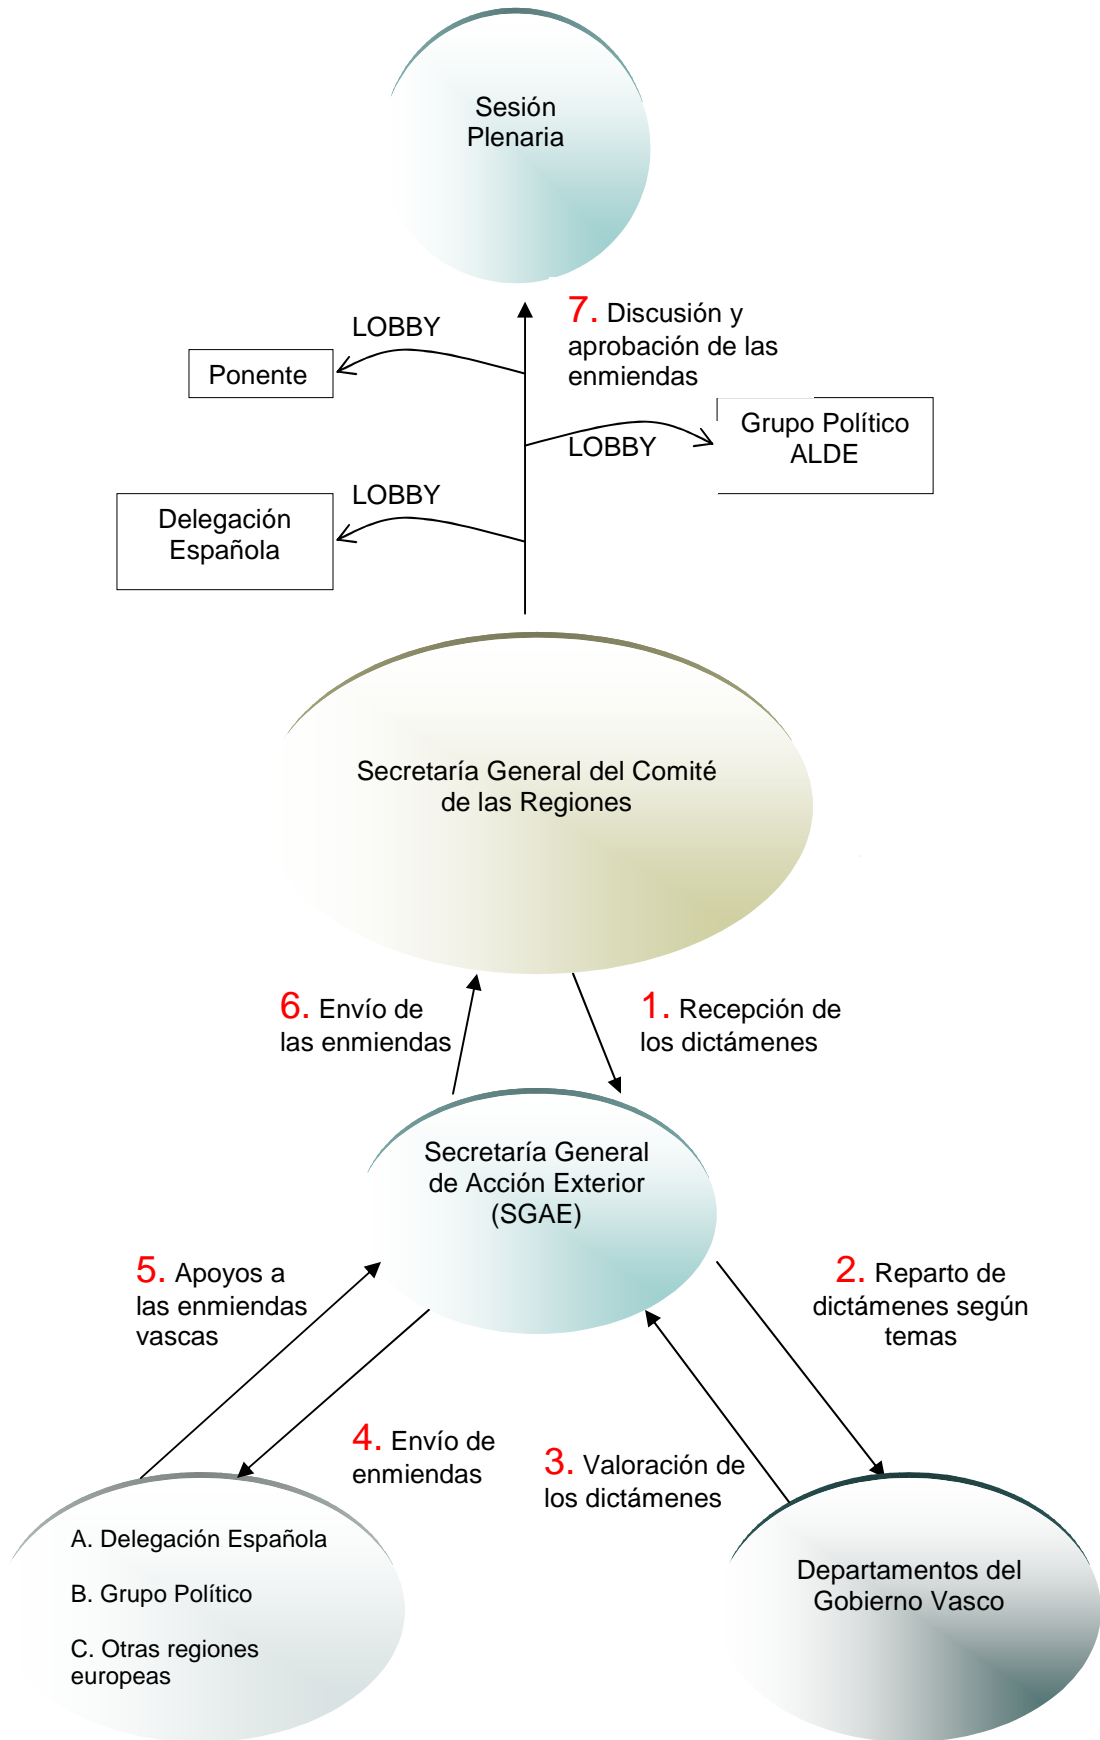 Sesión
Plenaria
7. Discusión y
aprobación de las
enmiendas
LOBBY
Ponente
LOBBY
Grupo Político
ALDE
LOBBY
Delegación
Española
Secretaría General del Comité
de las Regiones
6. Envío de
las enmiendas
1. Recepción de
los dictámenes
Secretaría General
de Acción Exterior
(SGAE)
5. Apoyos a
las enmiendas
vascas
2. Reparto de
dictámenes según
temas
4. Envío de
enmiendas
3. Valoración de
los dictámenes
A. Delegación Española
B. Grupo Político
C. Otras regiones
europeas
Departamentos del
Gobierno Vasco